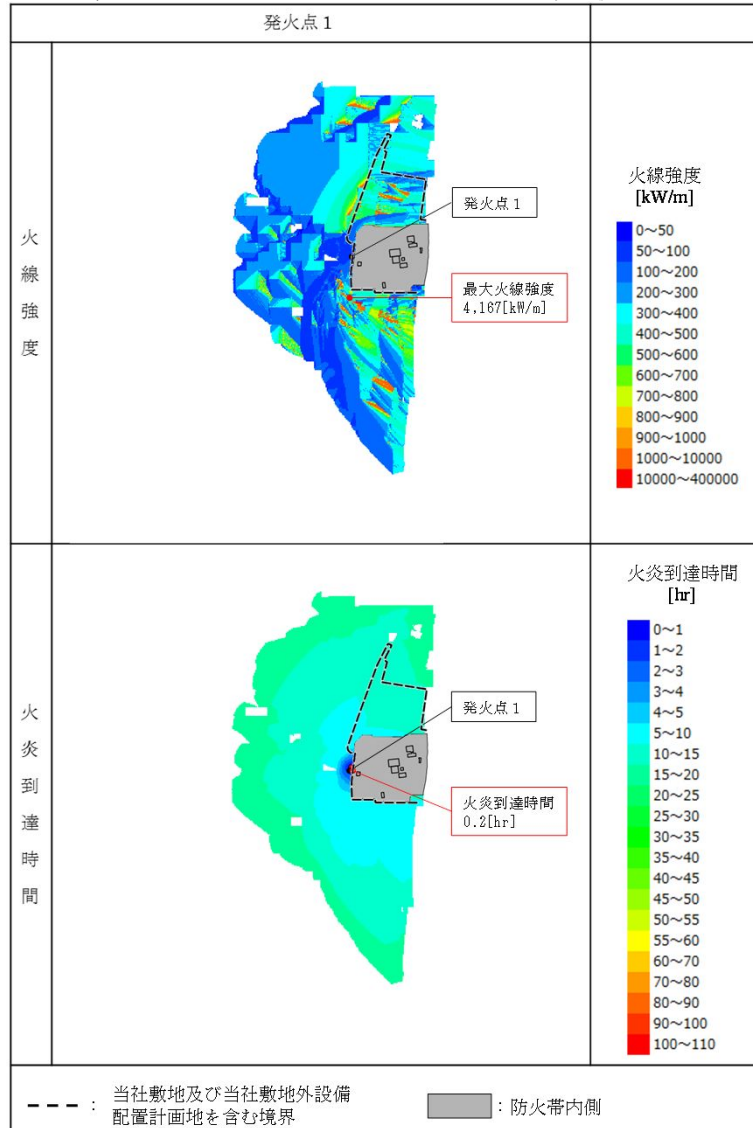 発火点1
火線強度
発火点1
最大火線強度
4,167[kW/m]
火線強度
[kW/m]
0～50
50～100
100～200
200～300
300～400
400～500
500～600
600～700
700～800
800～900
900～1000
1000～10000
10000～400000
火炎到達時間
発火点1
火炎到達時間
0.2[hr]
火炎到達時間
[hr]
0～1
1～2
2～3
3～4
4～5
5～10
10～15
15～20
20～25
25～30
30～35
35～40
40～45
45～50
50～55
55～60
60～70
70～80
80～90
90～100
100～110
：当社敷地及び当社敷地外設備
配置計画地を含む境界
：防火帯内側